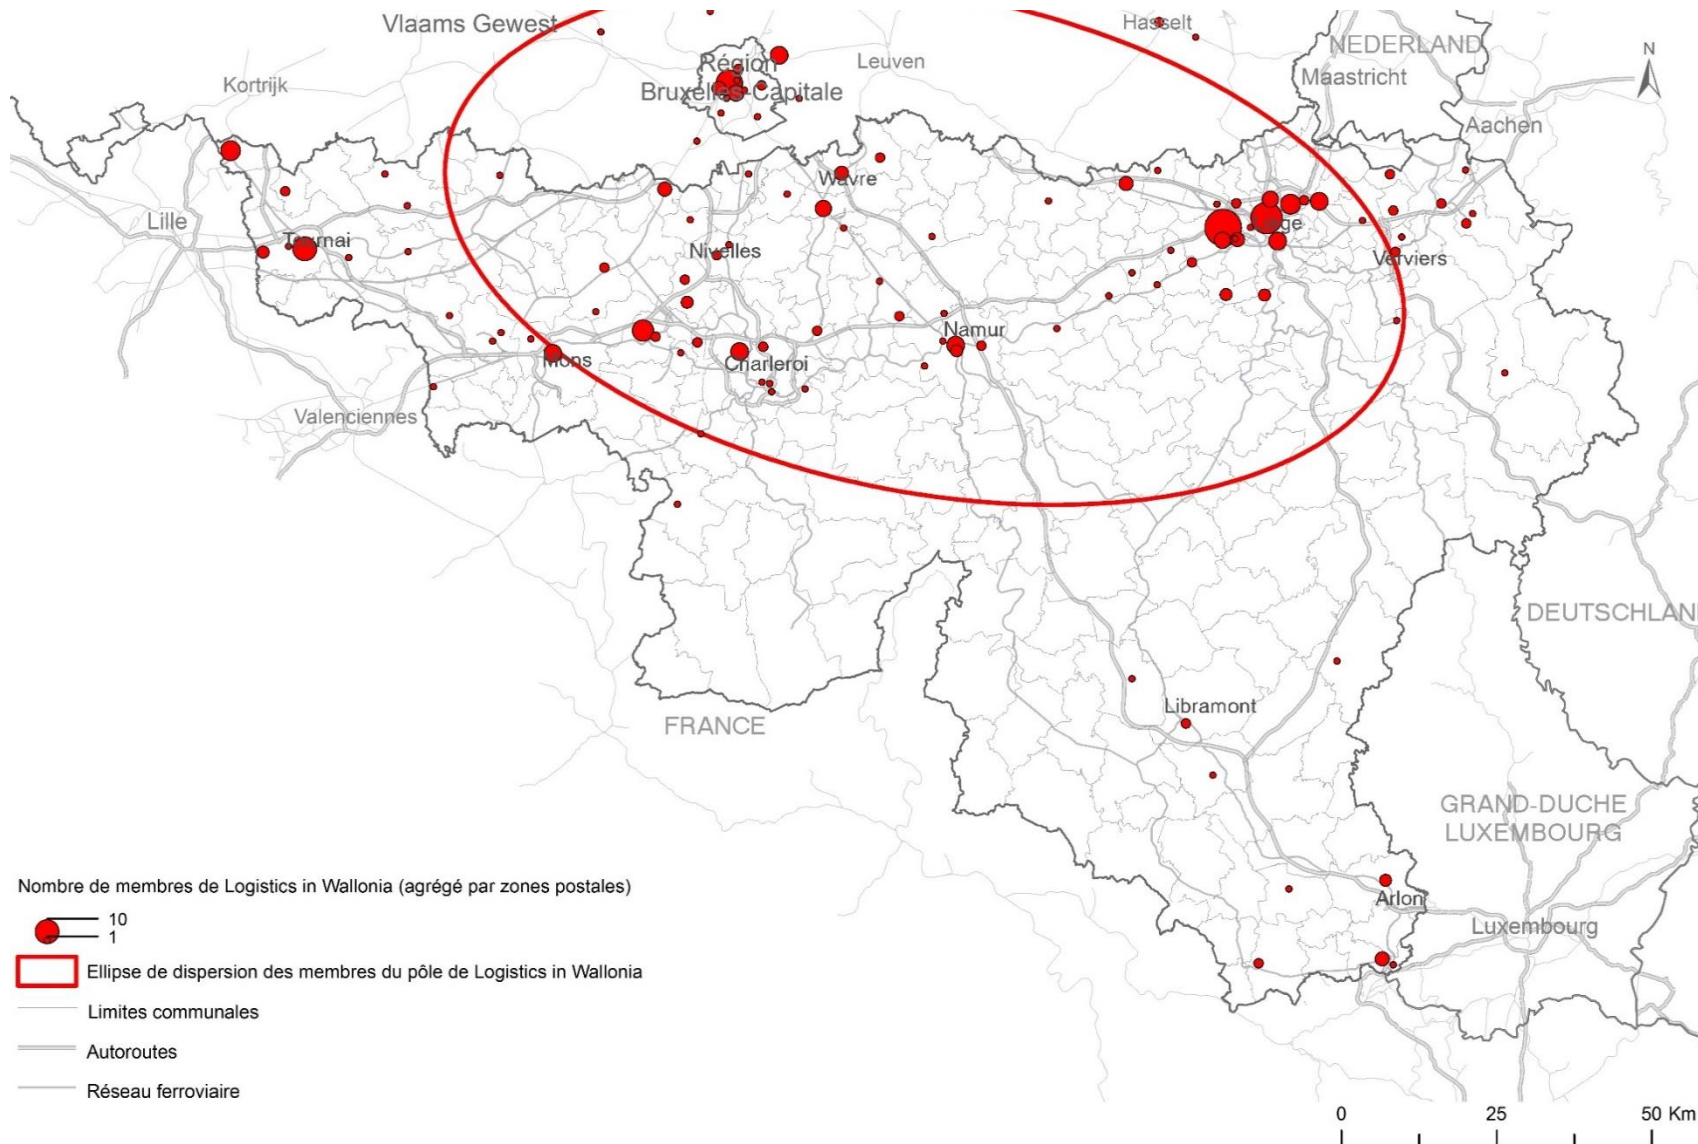 Vlaams Gewest
Hasselt
NEDERLAND
N
Région
Bruxelles-Capitale
Leuven
Maastricht
Kortrijk
Aachen
Wavre
Lille
Tournai
Liège
Nivelles
Verviers
Namur
Mons
Charleroi
Valenciennes
DEUTSCHLAN
Libramont
FRANCE
GRAND-DUCHE
LUXEMBOURG
Arlon
Luxembourg
Nombre de membres de Logistics in Wallonia (agrégé par zones postales)
10
1
Ellipse de dispersion des membres du pôle de Logistics in Wallonia
Limites communales
Autoroutes
Réseau ferroviaire
0 25 50 Km